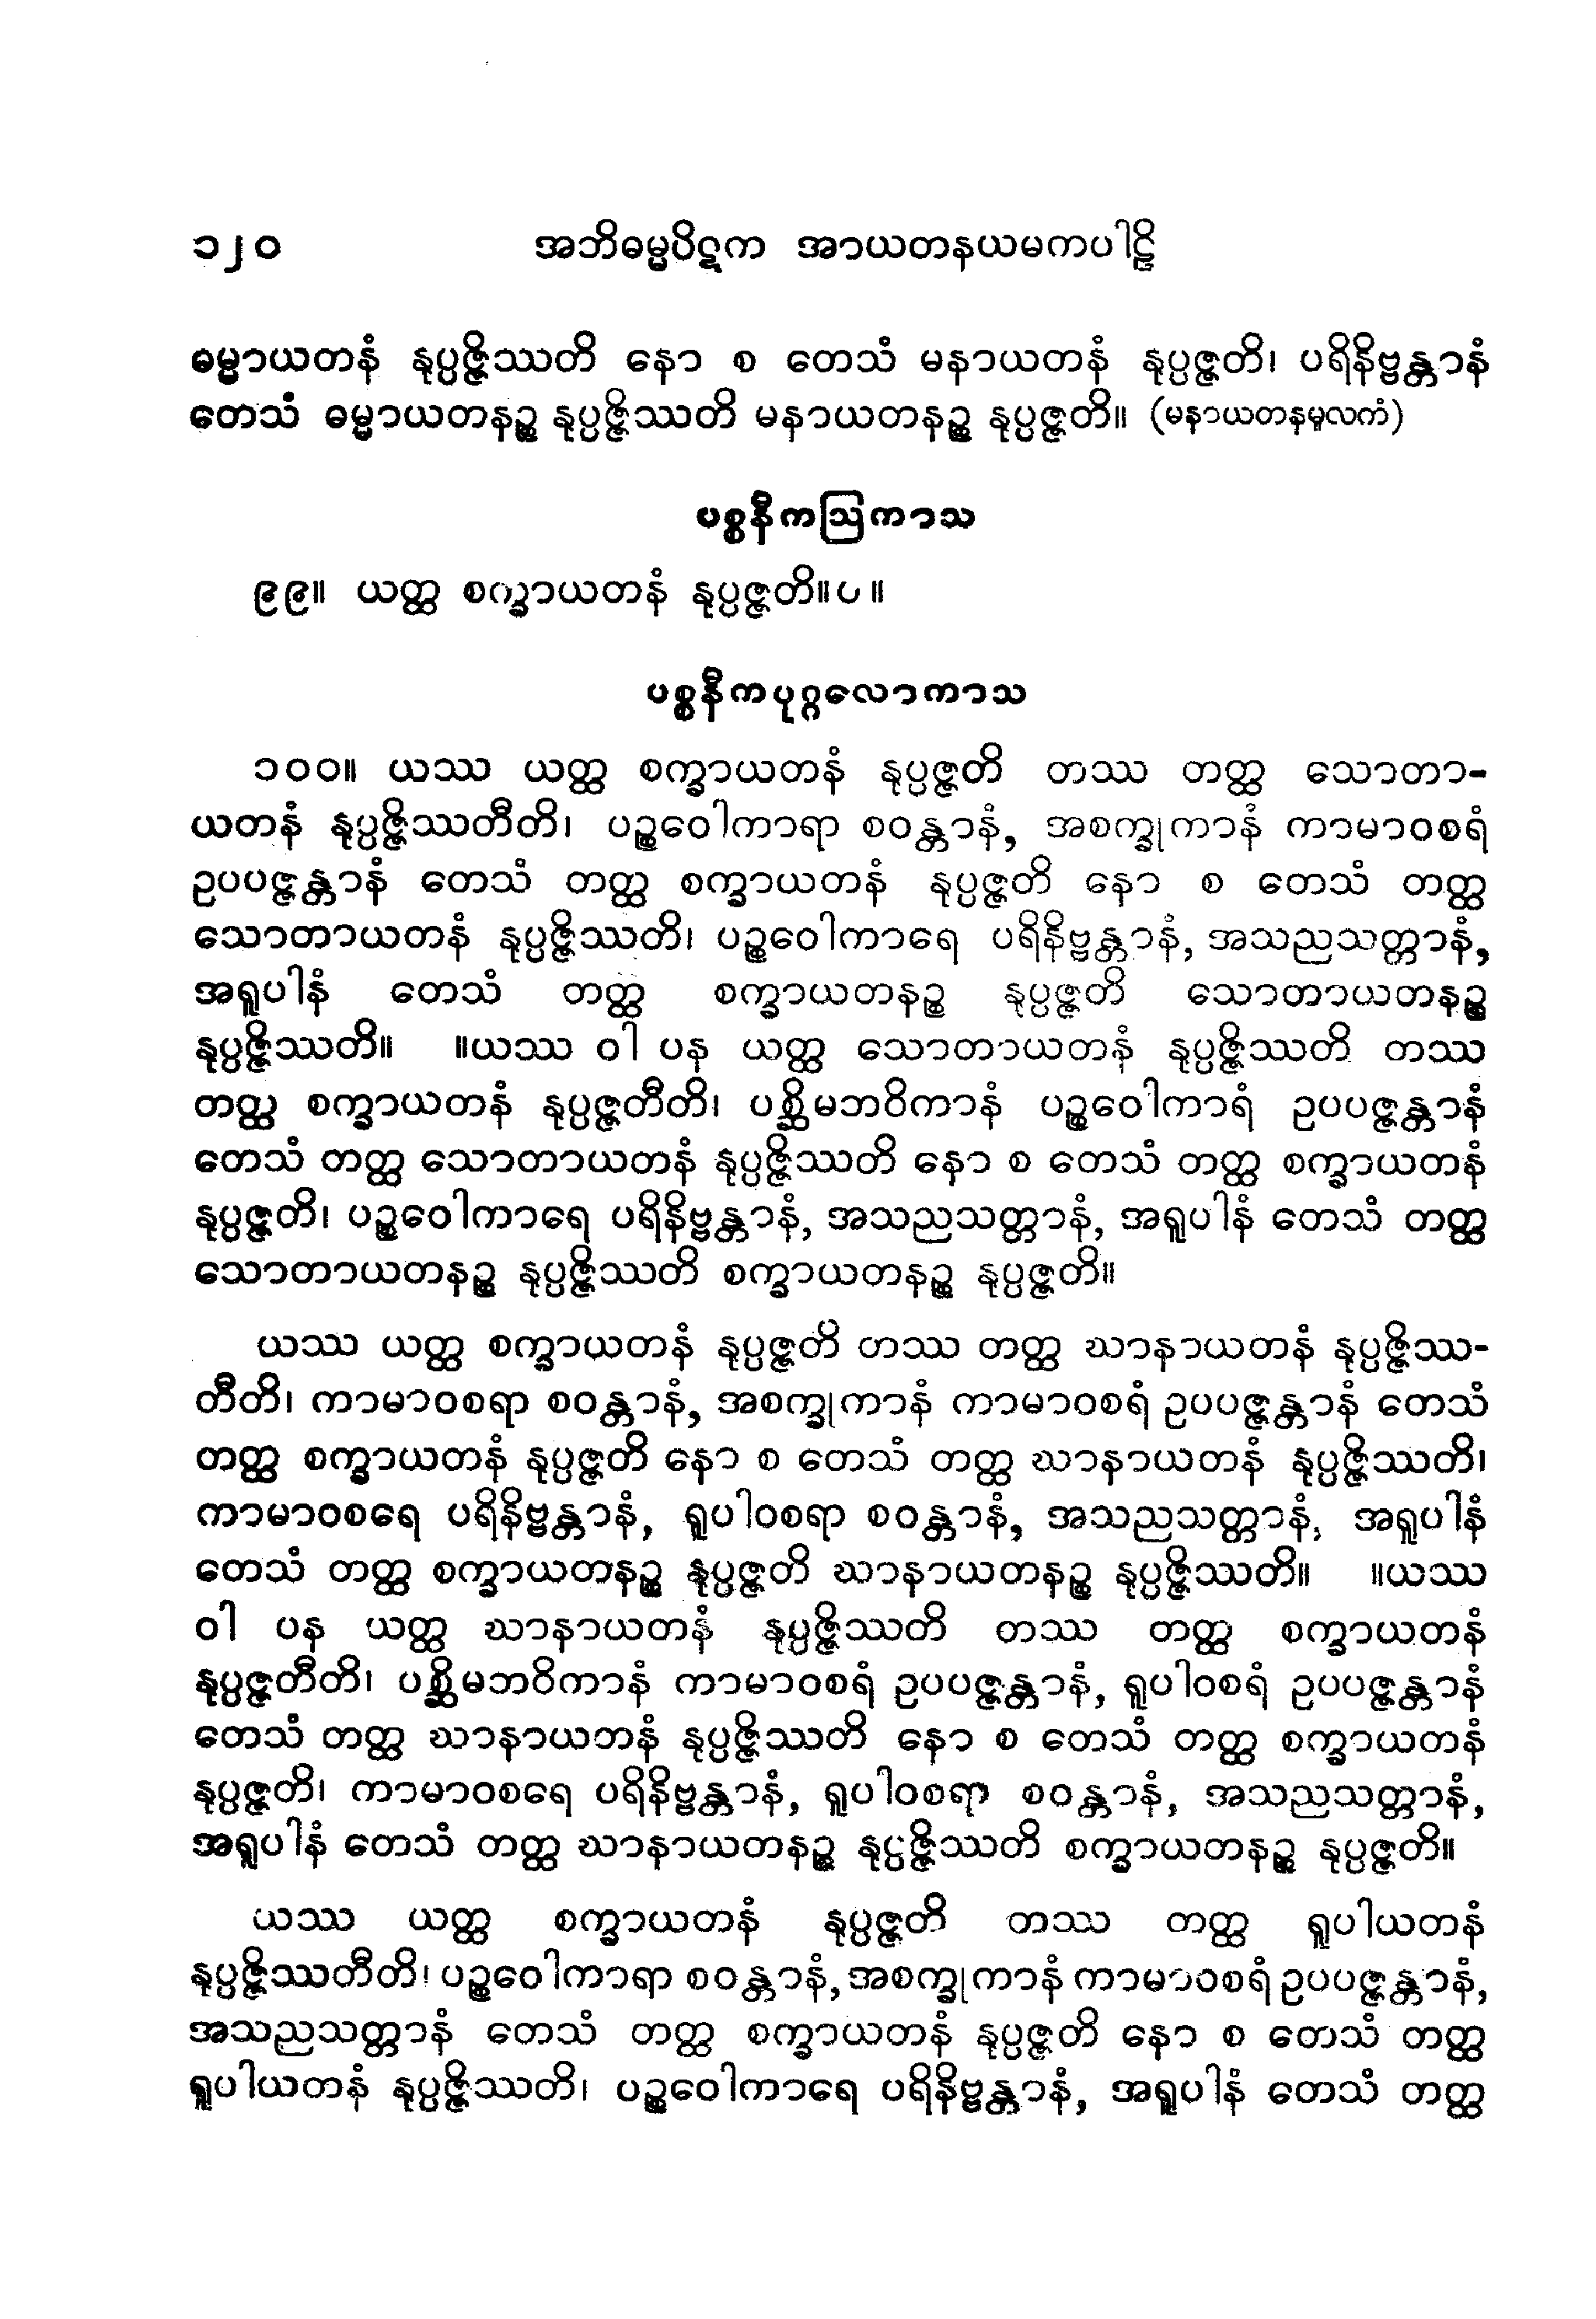 ၁၂၀ အဘိဓမ္မပိဋက အာယတနယမကပါဠိ
ဓမ္မာယတနံ နုပ္ပဇ္ဇိဿတိ နော စ တေသံ မနာယတနံ နုပ္ပဇ္ဇတိ၊ ပရိနိဗ္ဗန္တာနံ
တေသံ ဓမ္မာယတနဉ္စ နုပ္ပဇ္ဇိဿတိ မနာယတနဉ္စ နုပ္ပဇ္ဇတိ။ (မနာယတနမူလကံ)
ပစ္စနီကဩကာသ
၉၉။ ယတ္ထ စက္ခာယတနံ နုပ္ပဇ္ဇတိ။ပ။
ပစ္စနီကပုဂ္ဂလောကာသ
၁၀၀။ ယဿ ယတ္ထ စက္ခာယတနံ နုပ္ပဇ္ဇတိ တဿ တတ္ထ သောတာ-
ယတနံ နုပ္ပဇ္ဇိဿတီတိ၊ ပဉ္စဝေါကာရာ စဝန္တာနံ, အစက္ခုကာနံ ကာမာဝစရံ
ဥပပဇ္ဇန္တာနံ တေသံ တတ္ထ စက္ခာယတနံ နုပ္ပဇ္ဇတိ နော စ တေသံ တတ္ထ
သောတာယတနံ နုပ္ပဇ္ဇိဿတိ၊ ပဉ္စဝေါကာရေ ပရိနိဗ္ဗန္တာနံ, အသညသတ္တာနံ,
အရူပါနံ တေသံ တတ္ထ စက္ခာယတနဉ္စ နုပ္ပဇ္ဇတိ သောတာယတနဉ္စ
နုပ္ပဇ္ဇိဿတိ။ ။ယဿ ဝါ ပန ယတ္ထ သောတာယတနံ နုပ္ပဇ္ဇိဿတိ တဿ
တတ္ထ စက္ခာယတနံ နုပ္ပဇ္ဇတီတိ၊ ပစ္ဆိမဘဝိကာနံ ပဉ္စဝေါကာရံ ဥပပဇ္ဇန္တာနံ
တေသံ တတ္ထ သောတာယတနံ နုပ္ပဇ္ဇိဿတိ နော စ တေသံ တတ္ထ စက္ခာယတနံ
နုပ္ပဇ္ဇတိ၊ ပဉ္စဝေါကာရေ ပရိနိဗ္ဗန္တာနံ, အသညသတ္တာနံ, အရူပါနံ တေသံ တတ္ထ
သောတာယတနဉ္စ နုပ္ပဇ္ဇိဿတိ စက္ခာယတနဉ္စ နုပ္ပဇ္ဇတိ။
ယဿ ယတ္ထ စက္ခာယတနံ နုပ္ပဇ္ဇတိ တဿ တတ္ထ ဃာနာယတနံ နုပ္ပဇ္ဇိဿ-
တီတိ၊ ကာမာဝစရာ စဝန္တာနံ, အစက္ခုကာနံ ကာမာဝစရံ ဥပပဇ္ဇန္တာနံ တေသံ
တတ္ထ စက္ခာယတနံ နုပ္ပဇ္ဇတိ နော စ တေသံ တတ္ထ ဃာနာယတနံ နုပ္ပဇ္ဇိဿတိ၊
ကာမာဝစရေ ပရိနိဗ္ဗန္တာနံ, ရူပါဝစရာ စဝန္တာနံ, အသညသတ္တာနံ, အရူပါနံ
တေသံ တတ္ထ စက္ခာယတနဉ္စ နုပ္ပဇ္ဇတိ ဃာနာယတနဉ္စ နုပ္ပဇ္ဇိဿတိ။ ။ယဿ
ဝါ ပန ယတ္ထ ဃာနာယတနံ နုပ္ပဇ္ဇိဿတိ တဿ တတ္ထ စက္ခာယတနံ
နုပ္ပဇ္ဇတီတိ၊ ပစ္ဆိမဘဝိကာနံ ကာမာဝစရံ ဥပပဇ္ဇန္တာနံ, ရူပါဝစရံ ဥပပဇ္ဇန္တာနံ
တေသံ တတ္ထ ဃာနာယတနံ နုပ္ပဇ္ဇိဿတိ နော စ တေသံ တတ္ထ စက္ခာယတနံ
နုပ္ပဇ္ဇတိ၊ ကာမာဝစရေ ပရိနိဗ္ဗန္တာနံ, ရူပါဝစရာ စဝန္တာနံ, အသညသတ္တာနံ,
အရူပါနံ တေသံ တတ္ထ ဃာနာယတနဉ္စ နုပ္ပဇ္ဇိဿတိ စက္ခာယတနဉ္စ နုပ္ပဇ္ဇတိ။
ယဿ ယတ္ထ စက္ခာယတနံ နုပ္ပဇ္ဇတိ တဿ တတ္ထ ရူပါယတနံ
နုပ္ပဇ္ဇိဿတီတိ၊ ပဉ္စဝေါကာရာ စဝန္တာနံ, အစက္ခုကာနံ ကာမာဝစရံ ဥပပဇ္ဇန္တာနံ,
အသညသတ္တာနံ တေသံ တတ္ထ စက္ခာယတနံ နုပ္ပဇ္ဇတိ နော စ တေသံ တတ္ထ
ရူပါယတနံ နုပ္ပဇ္ဇိဿတိ၊ ပဉ္စဝေါကာရေ ပရိနိဗ္ဗန္တာနံ, အရူပါနံ တေသံ တတ္ထ